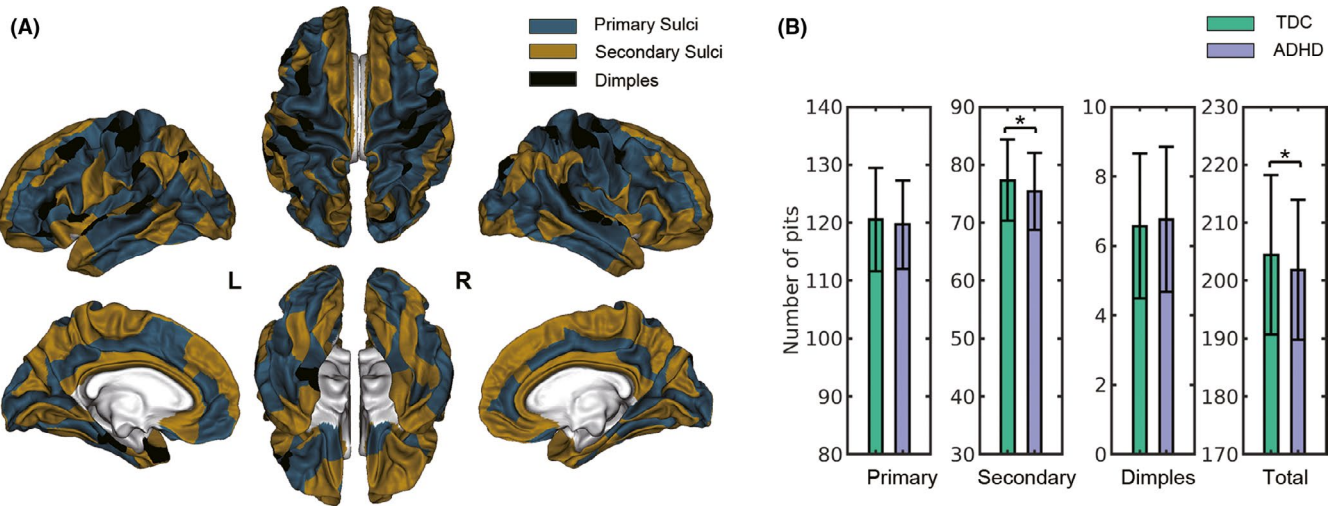 (A)
Primary Sulci
Secondary Sulci
Dimples
L
R
(B)
TDC
ADHD
Number of pits
140
130
120
110
100
90
80
Primary
90
80
70
60
50
40
30
*
Secondary
10
8
6
4
2
0
Dimples
230
220
210
200
190
180
170
*
Total